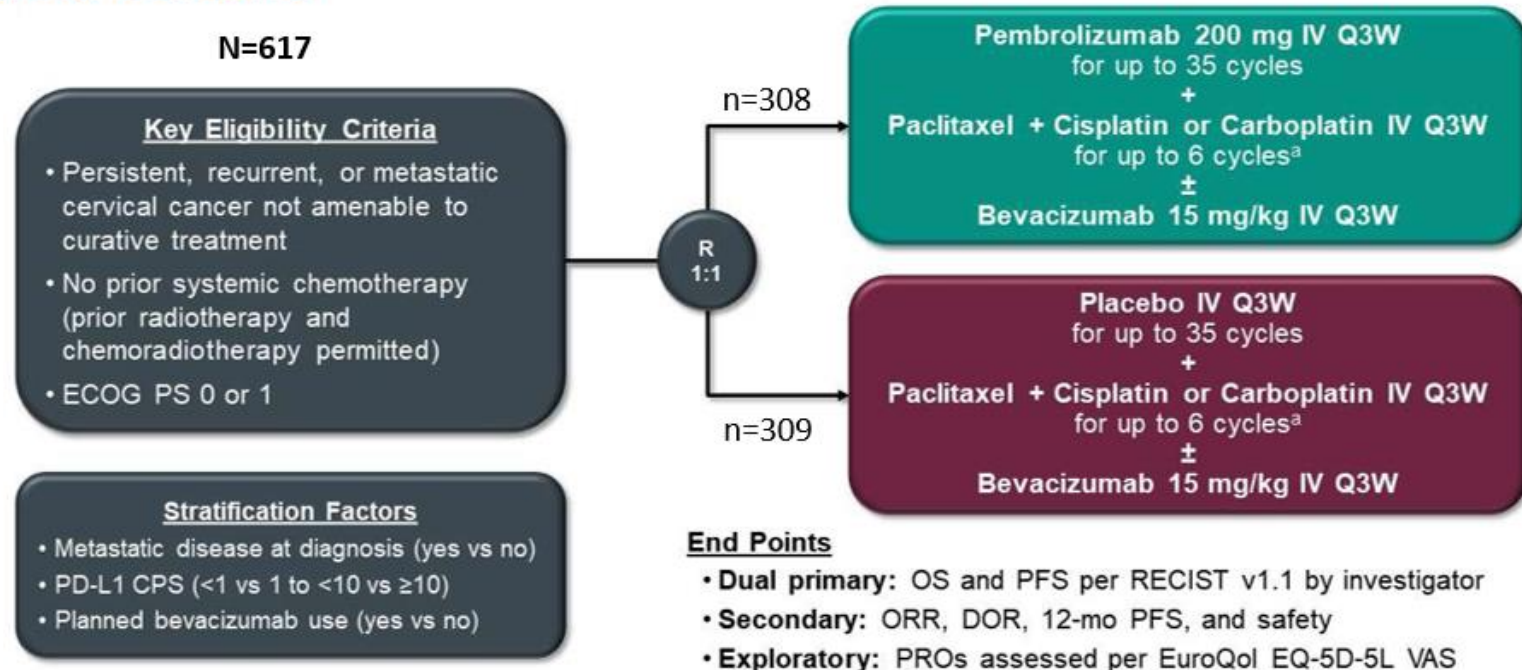 N=617
Key Eligibility Criteria
• Persistent, recurrent, or metastatic
cervical cancer not amenable to
curative treatment
• No prior systemic chemotherapy
(prior radiotherapy and
chemoradiotherapy permitted)
• ECOG PS 0 or 1
Stratification Factors
• Metastatic disease at diagnosis (yes vs no)
• PD-L1 CPS (<1 vs 1 to <10 vs ≥10)
• Planned bevacizumab use (yes vs no)
R
1:1
n=308
Pembrolizumab 200 mg IV Q3W
for up to 35 cycles
+
Paclitaxel + Cisplatin or Carboplatin IV Q3W
for up to 6 cyclesᵃ
±
Bevacizumab 15 mg/kg IV Q3W
n=309
Placebo IV Q3W
for up to 35 cycles
+
Paclitaxel + Cisplatin or Carboplatin IV Q3W
for up to 6 cyclesᵃ
±
Bevacizumab 15 mg/kg IV Q3W
End Points
• Dual primary: OS and PFS per RECIST v1.1 by investigator
• Secondary: ORR, DOR, 12-mo PFS, and safety
• Exploratory: PROs assessed per EuroQol EQ-5D-5L VAS